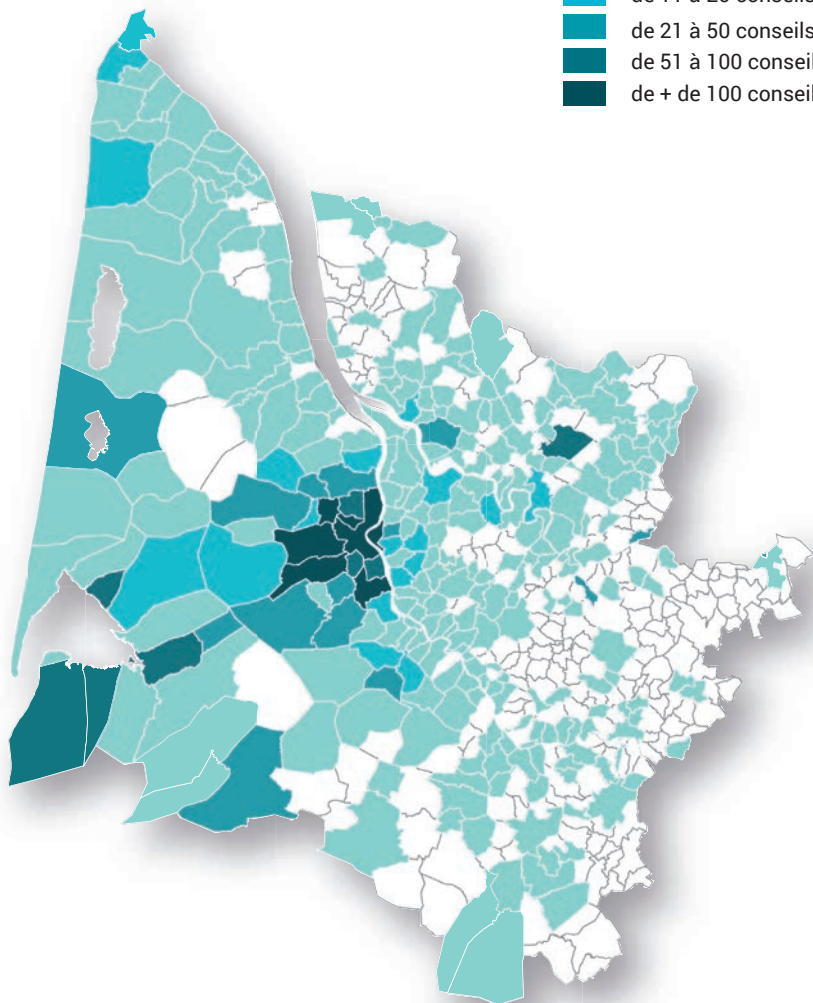 de 21 à 50 conseils
de 51 à 100 conseil
de + de 100 conseil